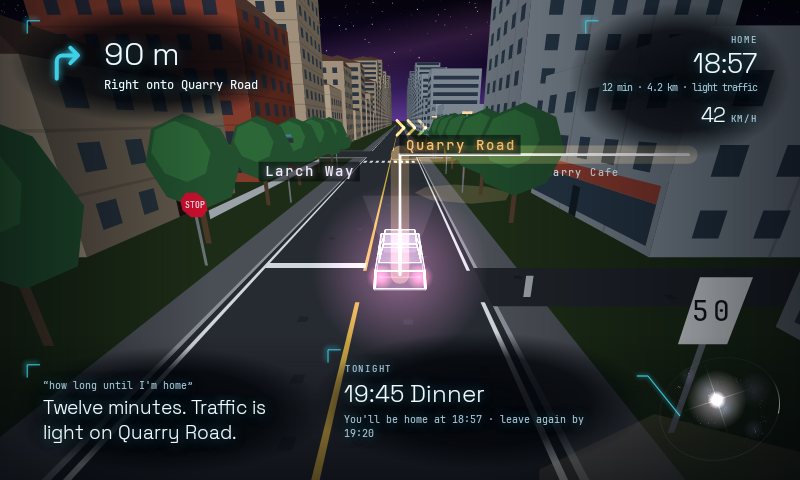 90 m
Right onto Quarry Road
HOME
18:57
12 min · 4.2 km · light traffic
42 KM/H
Quarry Road
Larch Way
arry Cafe
STOP
50
"how long until I'm home"
Twelve minutes. Traffic is
light on Quarry Road.
TONIGHT
19:45 Dinner
You'll be home at 18:57 · leave again by
19:20